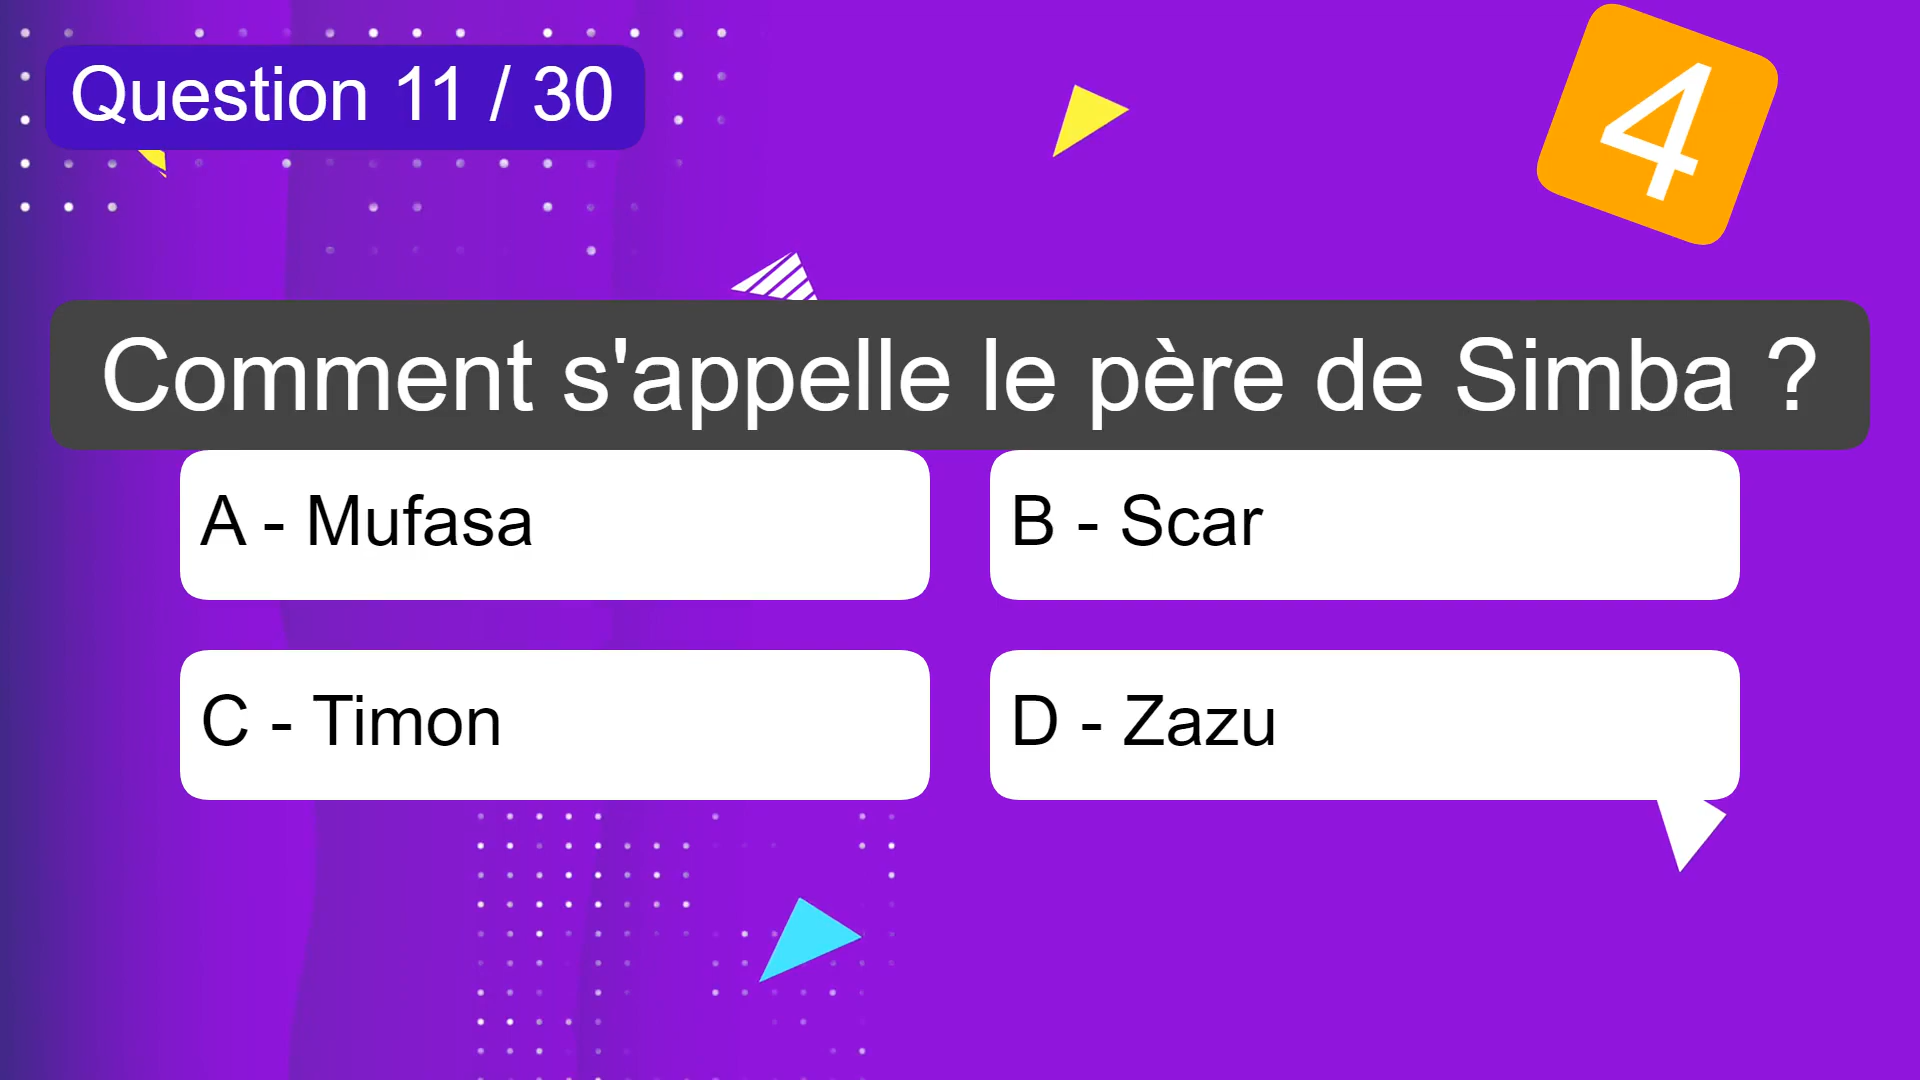 Question 11 / 30
4
Comment s'appelle le père de Simba ?
A - Mufasa
B - Scar
C - Timon
D - Zazu